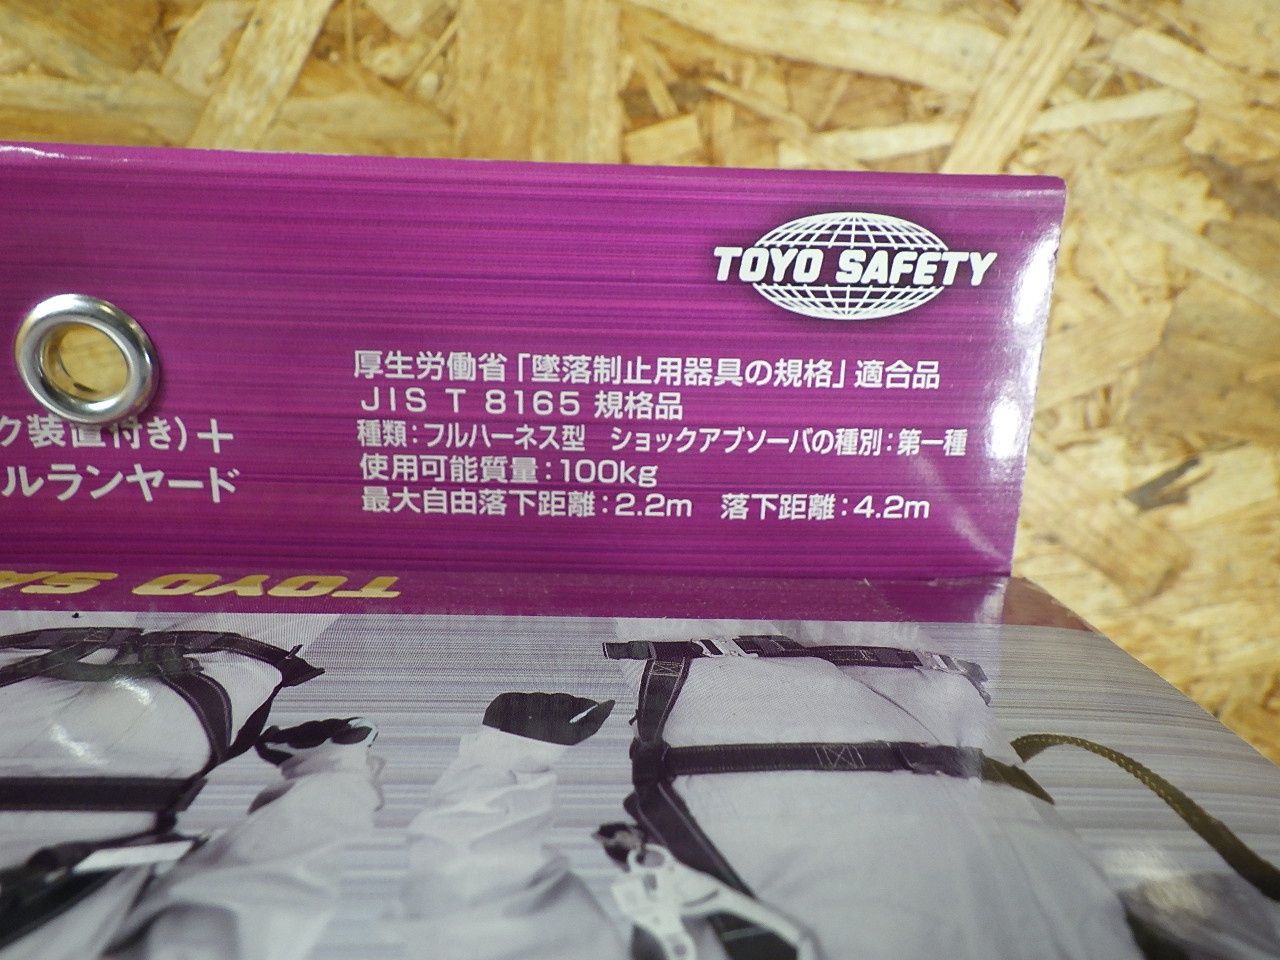 TOYO SAFETY
厚生労働省「墜落制止用器具の規格」適合品
JIS T 8165 規格品
種類:フルハーネス型 ショックアブソーバの種別:第一種
使用可能質量:100kg
最大自由落下距離:2.2m 落下距離:4.2m
ク装置付き)+
ルランヤード
TOYO SA